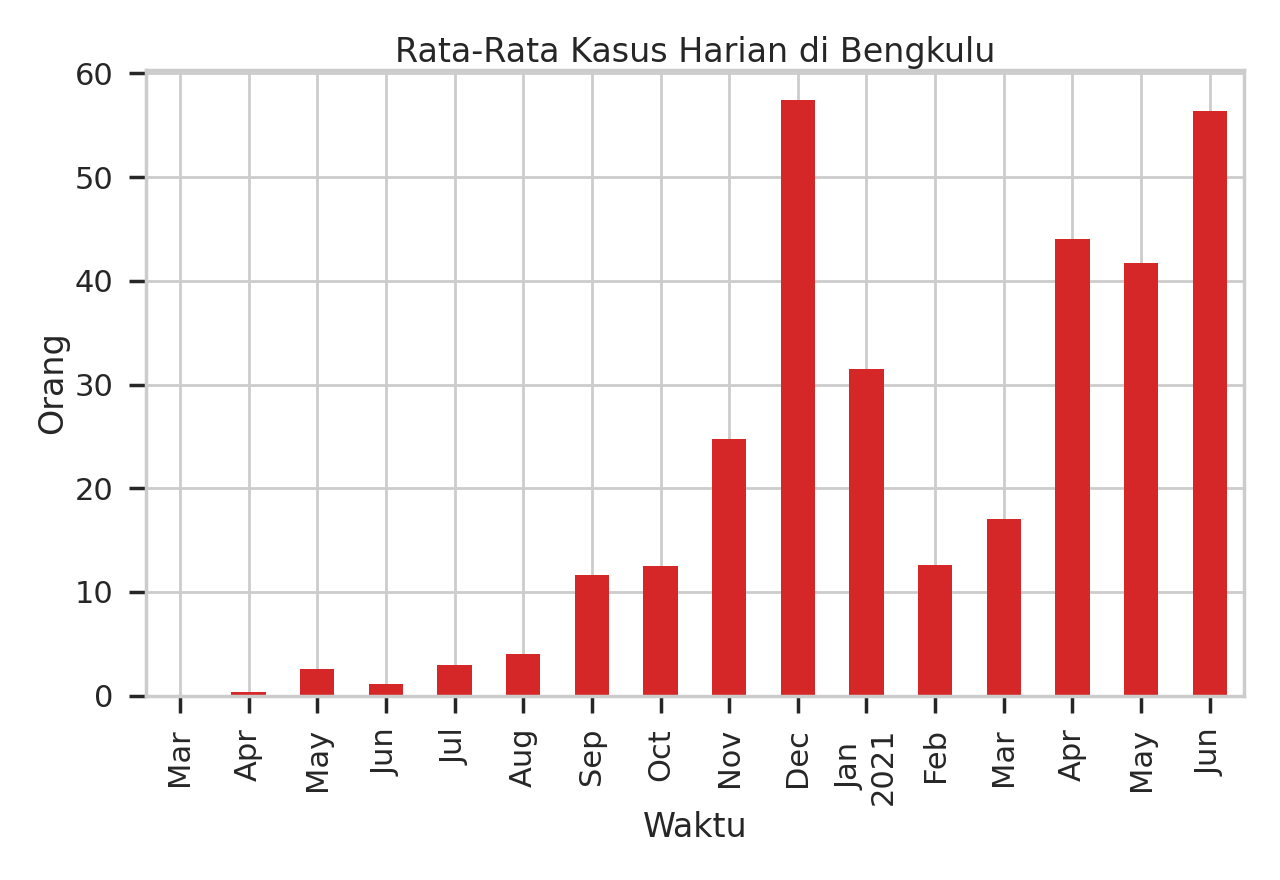 Rata-Rata Kasus Harian di Bengkulu
60
50
40
30
20
10
0
Orang
Mar
Apr
May
Jun
Jul
Aug
Sep
Oct
Nov
Dec
Jan
2021
Feb
Mar
Apr
May
Jun
Waktu